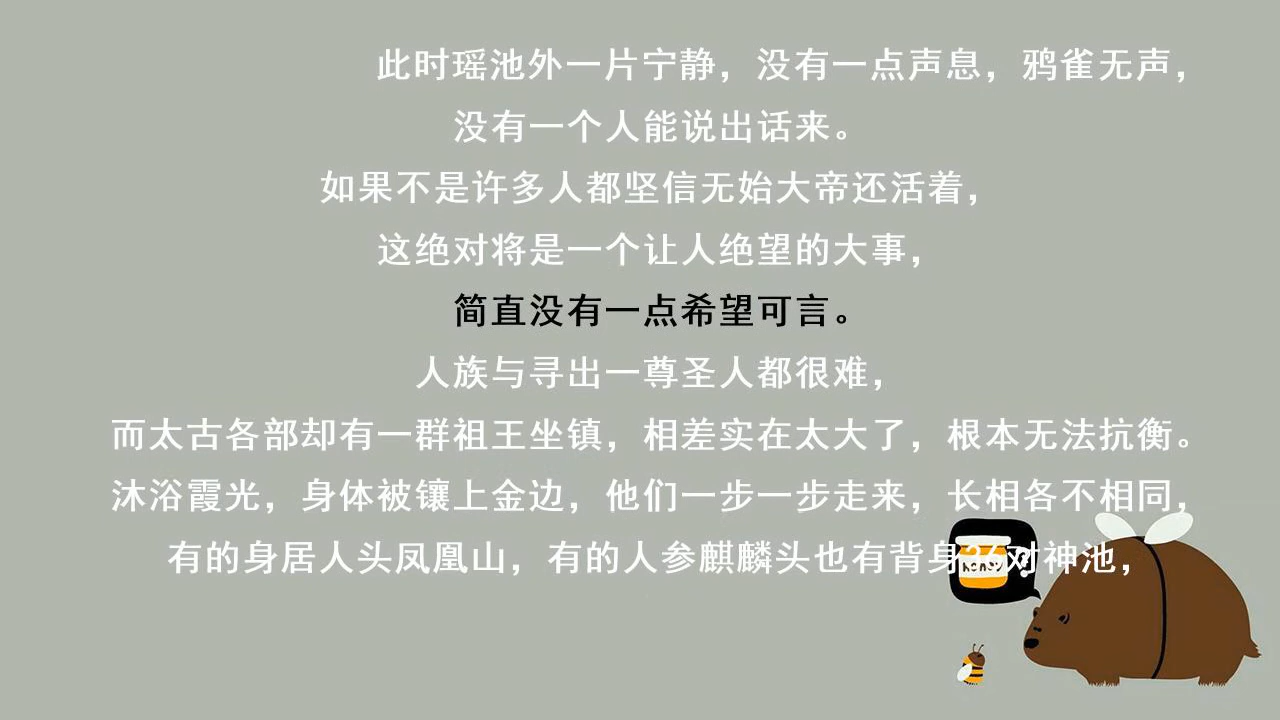 此时瑶池外一片宁静，没有一点声息，鸦雀无声，
没有一个人能说出话来。
如果不是许多人都坚信无始大帝还活着，
这绝对将是一个让人绝望的大事，
简直没有一点希望可言。
人族与寻出一尊圣人都很难，
而太古各部却有一群祖王坐镇，相差实在太大了，根本无法抗衡。
沐浴霞光，身体被镶上金边，他们一步一步走来，长相各不相同，
有的身居人头凤凰山，有的人参麒麟头也有背身36对神池，
honey
?